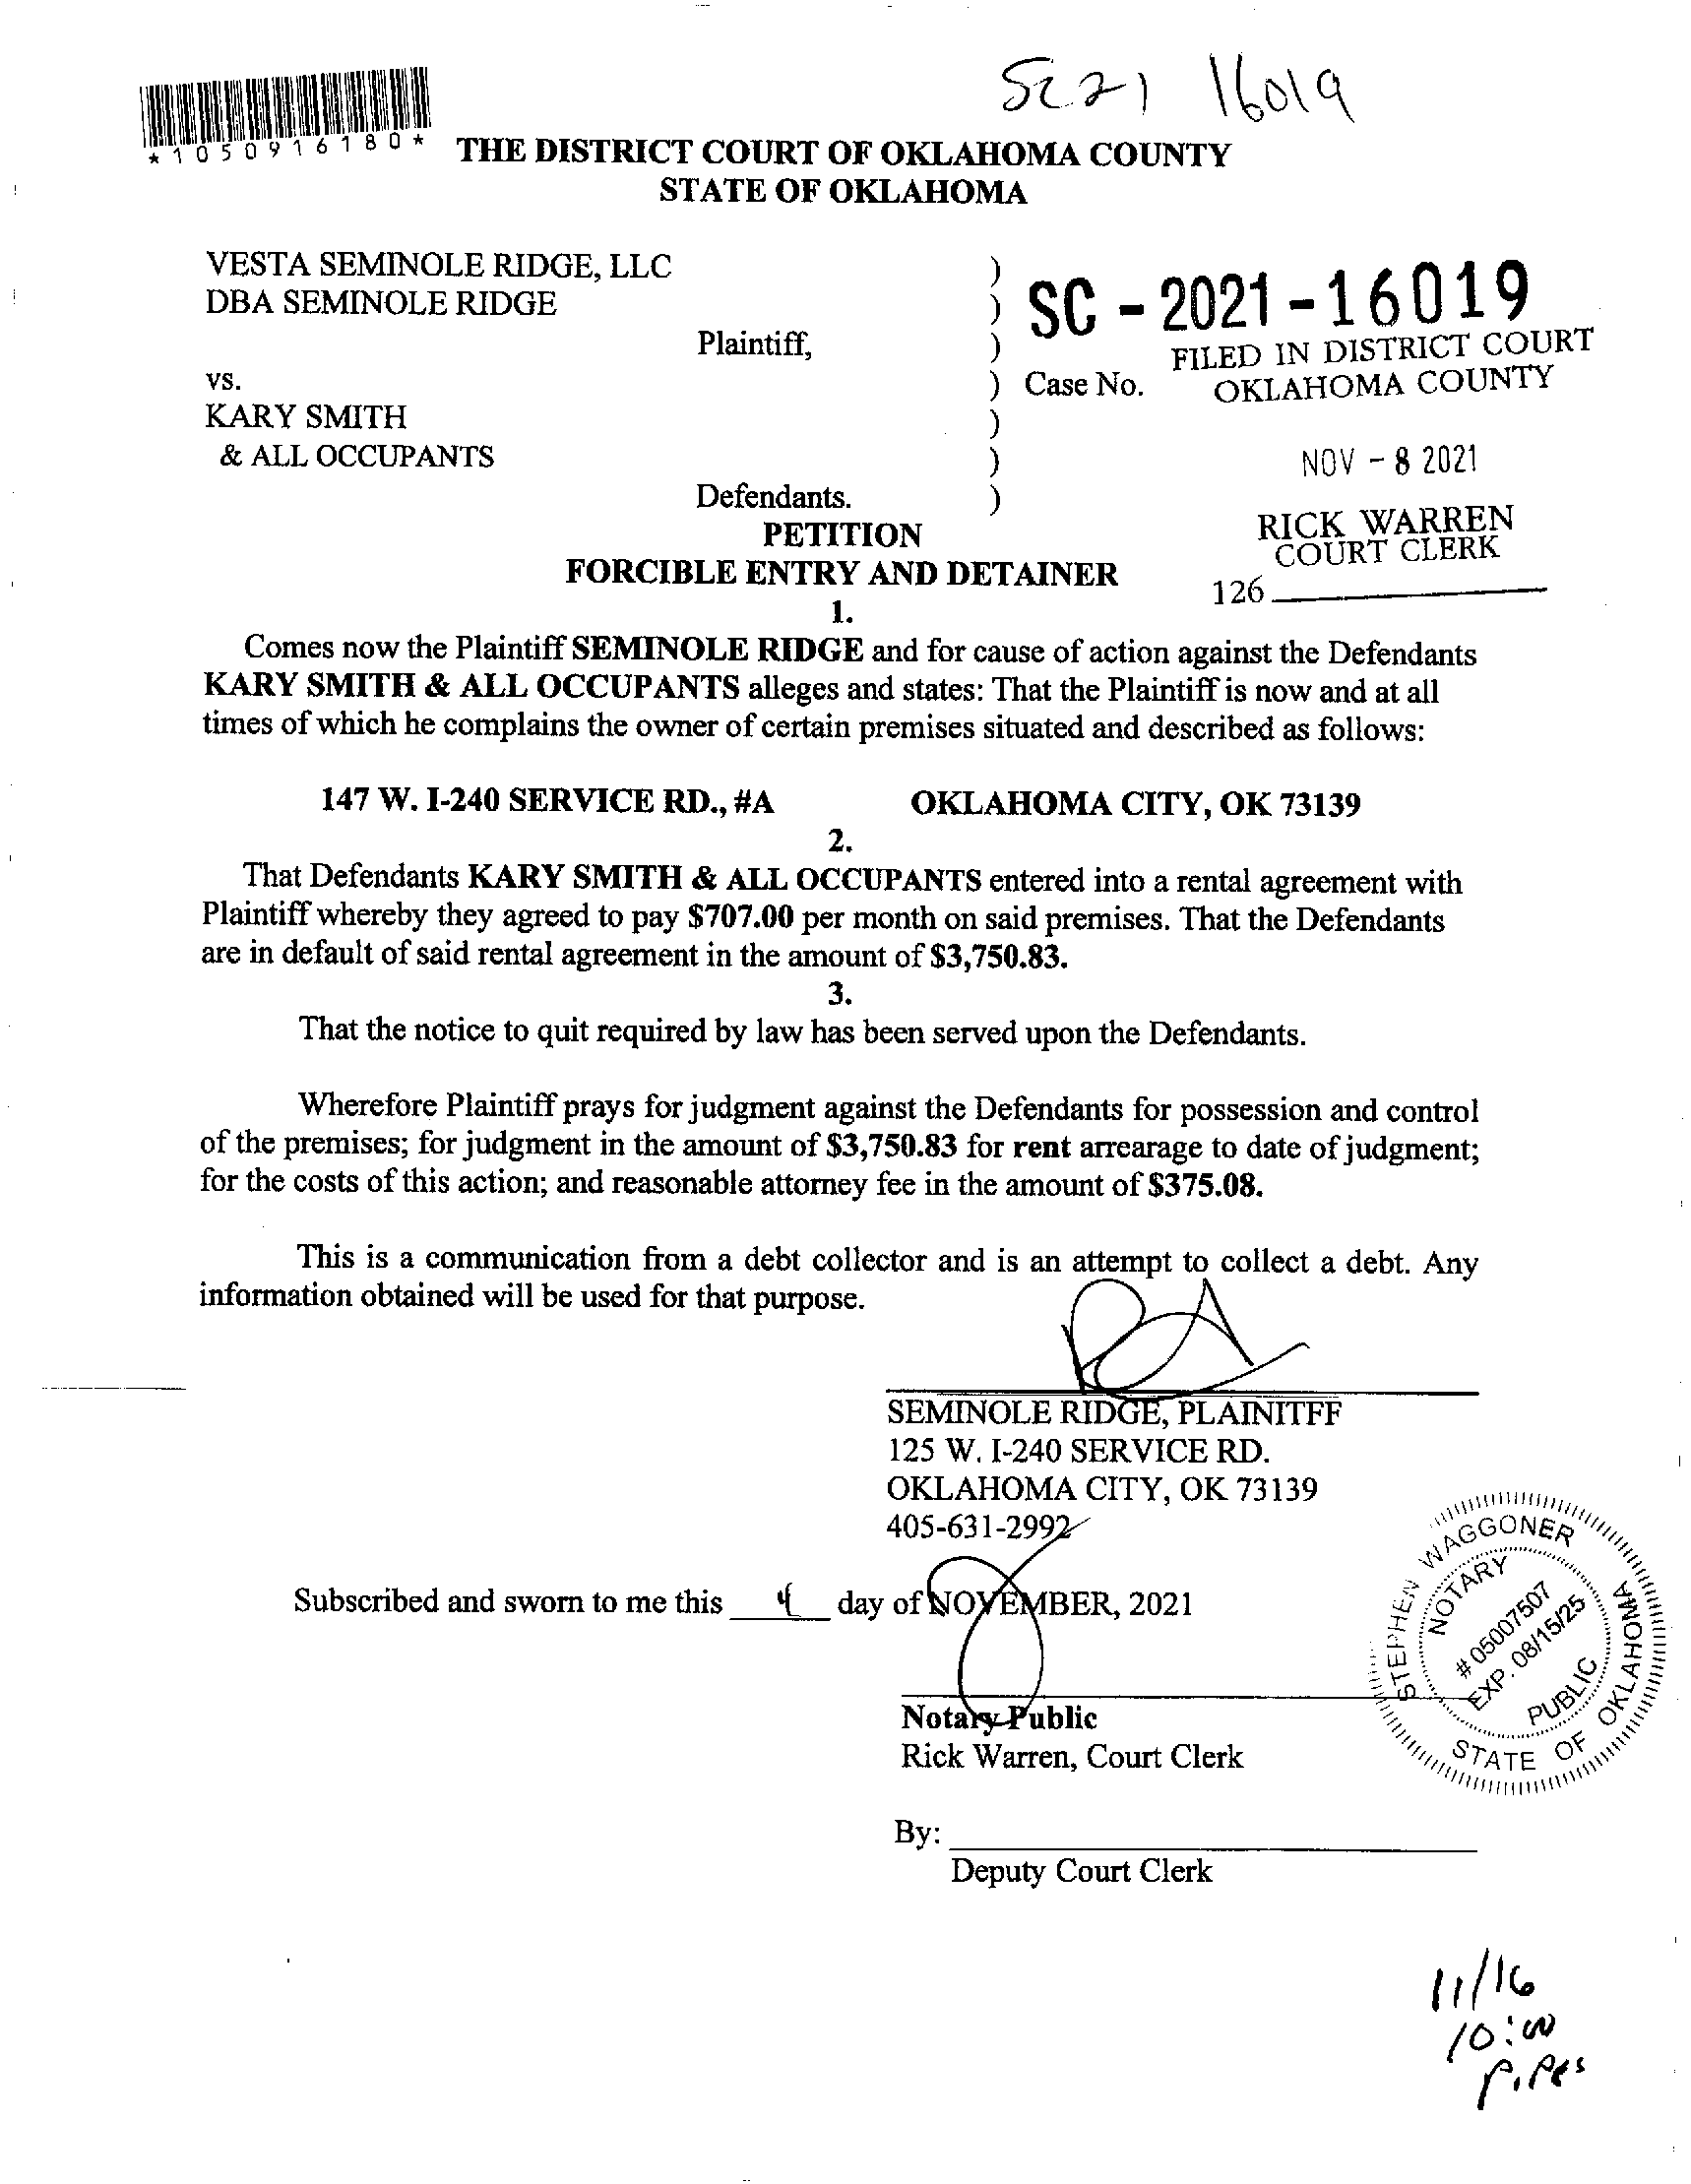 SC21 16019
*1050916180*
THE DISTRICT COURT OF OKLAHOMA COUNTY
STATE OF OKLAHOMA
VESTA SEMINOLE RIDGE, LLC )
DBA SEMINOLE RIDGE ) SC - 2021 - 16019
Plaintiff, ) FILED IN DISTRICT COURT
vs. ) Case No. OKLAHOMA COUNTY
KARY SMITH )
& ALL OCCUPANTS ) NOV - 8 2021
Defendants. )
PETITION RICK WARREN
COURT CLERK
FORCIBLE ENTRY AND DETAINER
126
1.
Comes now the Plaintiff SEMINOLE RIDGE and for cause of action against the Defendants
KARY SMITH & ALL OCCUPANTS alleges and states: That the Plaintiff is now and at all
times of which he complains the owner of certain premises situated and described as follows:
147 W. I-240 SERVICE RD., #A OKLAHOMA CITY, OK 73139
2.
That Defendants KARY SMITH & ALL OCCUPANTS entered into a rental agreement with
Plaintiff whereby they agreed to pay $707.00 per month on said premises. That the Defendants
are in default of said rental agreement in the amount of $3,750.83.
3.
That the notice to quit required by law has been served upon the Defendants.
Wherefore Plaintiff prays for judgment against the Defendants for possession and control
of the premises; for judgment in the amount of $3,750.83 for rent arrearage to date of judgment;
for the costs of this action; and reasonable attorney fee in the amount of $375.08.
This is a communication from a debt collector and is an attempt to collect a debt. Any
information obtained will be used for that purpose.
SEMINOLE RIDGE, PLAINITFF
125 W. I-240 SERVICE RD.
OKLAHOMA CITY, OK 73139
405-631-2992
Subscribed and sworn to me this 4 day of NOVEMBER, 2021
STEPHEN WAGGONER
NOTARY
# 05007507
EXP. 08/15/25
PUBLIC
STATE OF OKLAHOMA
Notary Public
Rick Warren, Court Clerk
By:
Deputy Court Clerk
11/16
10:00